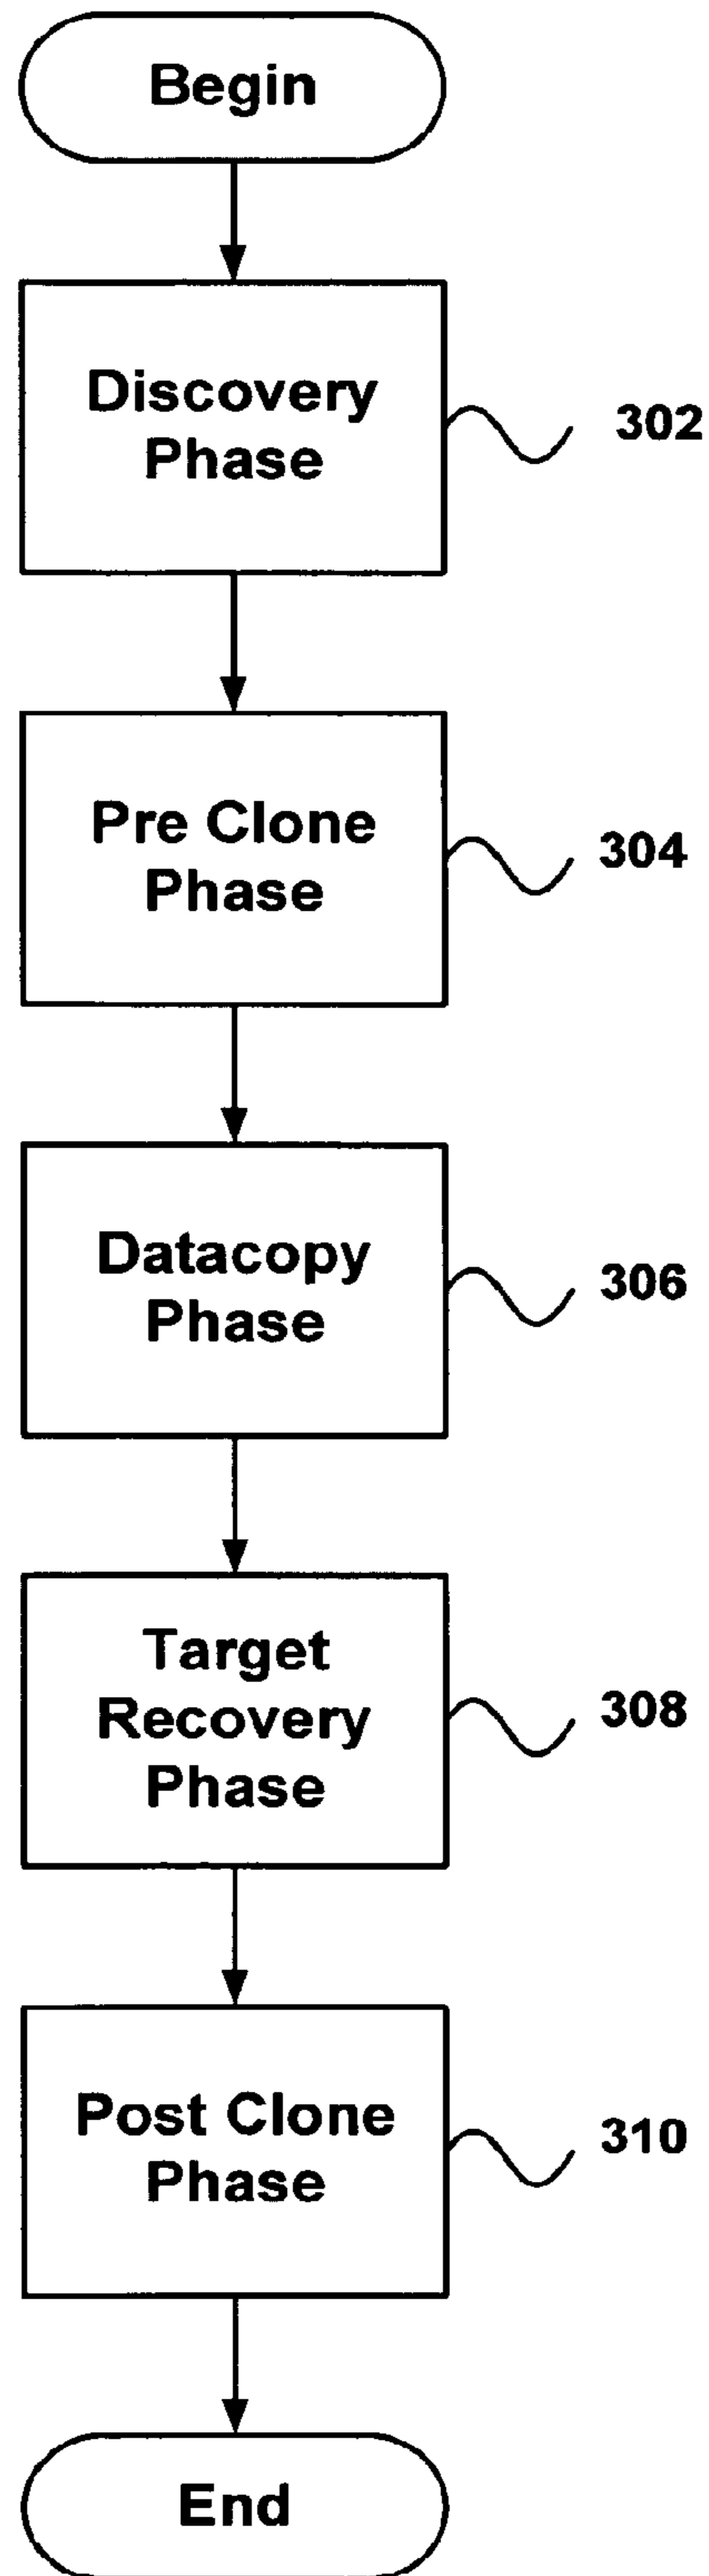 Begin
Discovery
Phase
302
Pre Clone
Phase
304
Datacopy
Phase
306
Target
Recovery
Phase
308
Post Clone
Phase
310
End